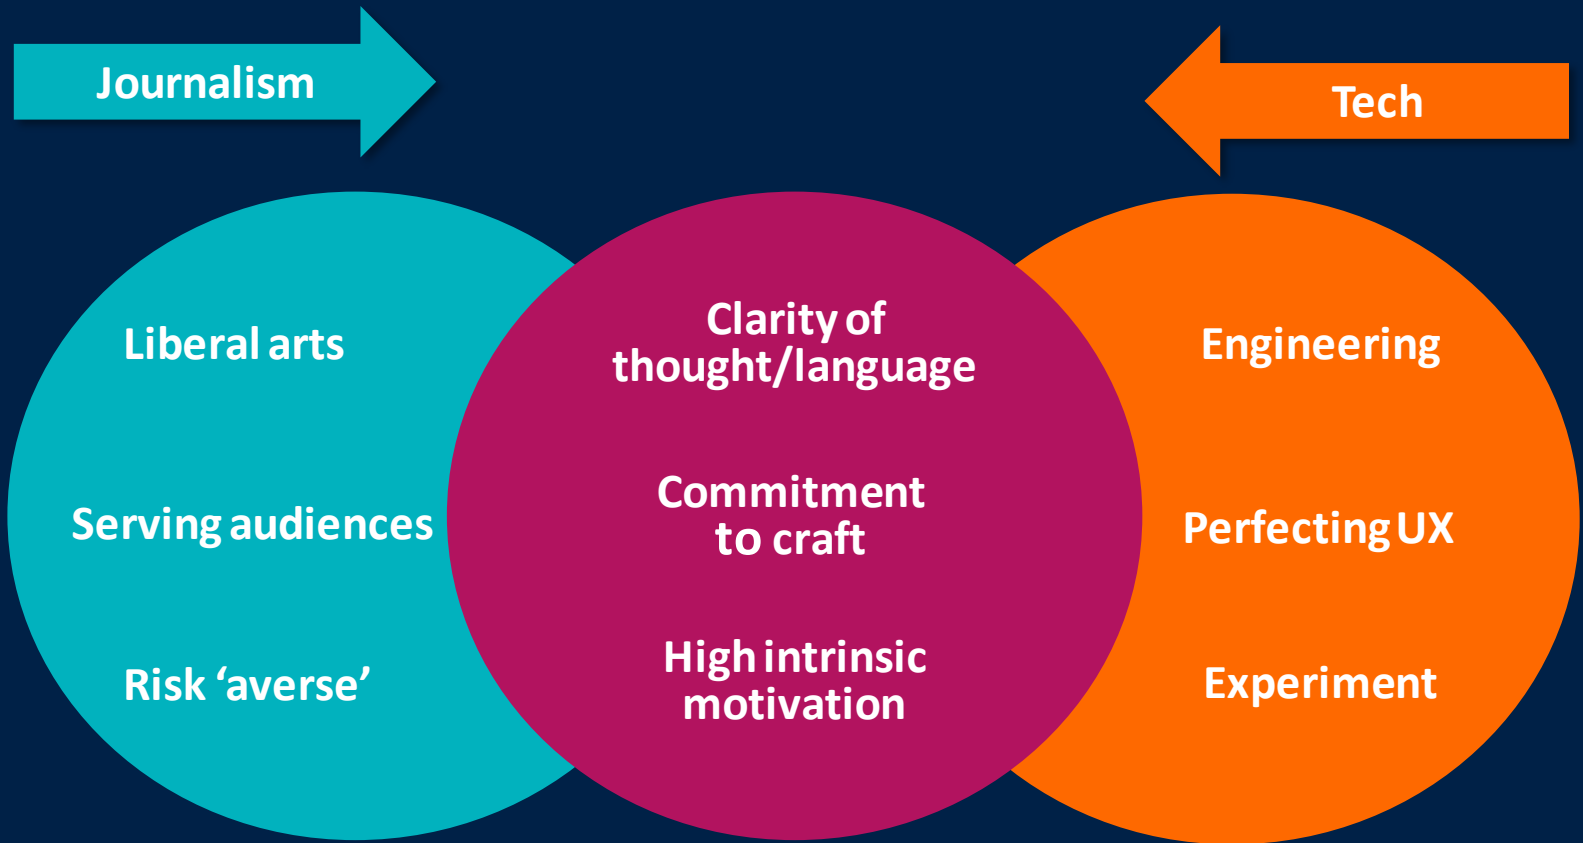 Journalism
Tech
Liberal arts
Serving audiences
Risk ‘averse’
Clarity of
thought/language
Commitment
to craft
High intrinsic
motivation
Engineering
Perfecting UX
Experiment